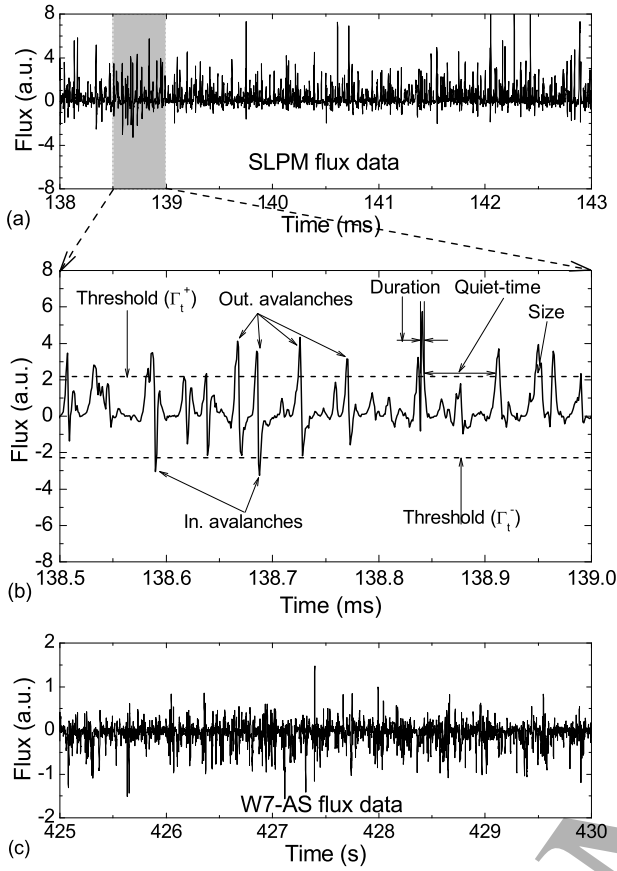 8
4
0
-4
-8
Flux (a.u.)
SLPM flux data
138 139 140 141 142 143
(a) Time (ms)
8
6
4
2
0
-2
-4
-6
-8
Flux (a.u.)
Threshold (Γt+) Out. avalanches Duration Quiet-time
Size
In. avalanches Threshold (Γt-)
138.5 138.6 138.7 138.8 138.9 139.0
(b) Time (ms)
2
1
0
-1
-2
Flux (a.u.)
W7-AS flux data
425 426 427 428 429 430
(c) Time (s)